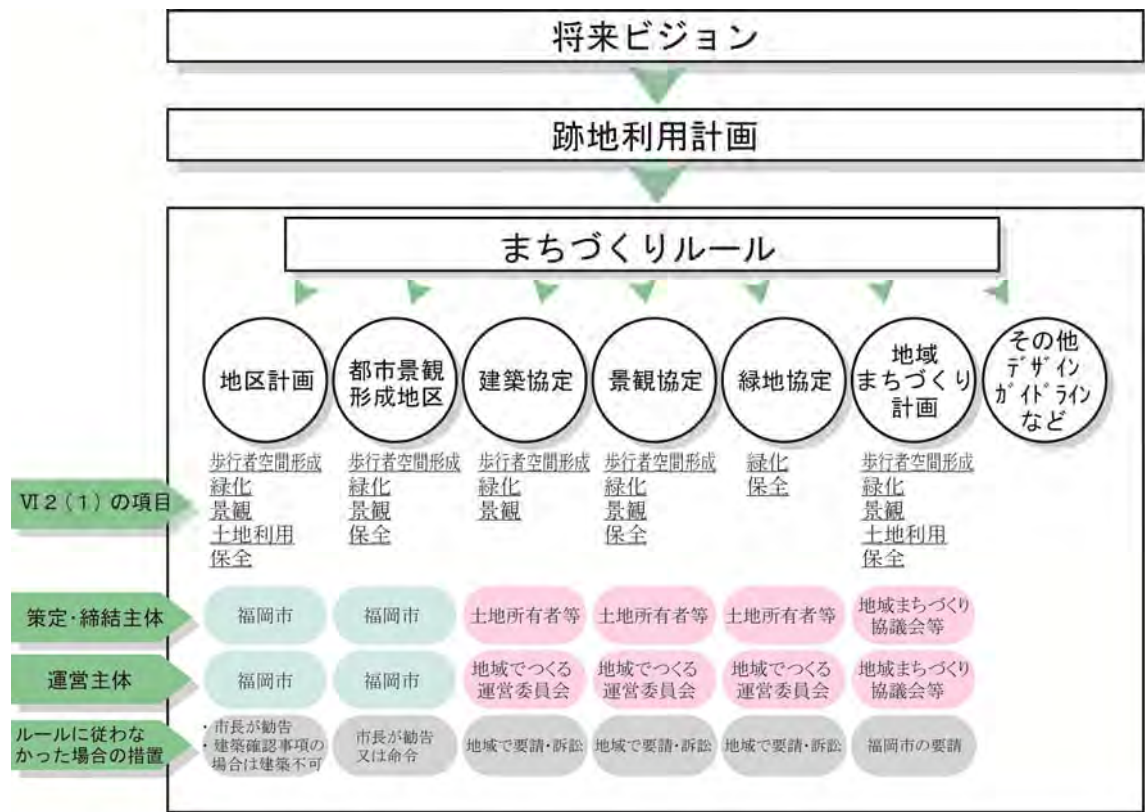 将来ビジョン
跡地利用計画
まちづくりルール
地区計画
都市景観
形成地区
建築協定
景観協定
緑地協定
地域
まちづくり
計画
その他
デザイン
ガイドライン
など
Ⅵ２（１）の項目
歩行者空間形成
緑化
景観
土地利用
保全
歩行者空間形成
緑化
景観
保全
歩行者空間形成
緑化
景観
歩行者空間形成
緑化
景観
保全
緑化
保全
歩行者空間形成
緑化
景観
土地利用
保全
策定・締結主体
福岡市
福岡市
土地所有者等
土地所有者等
土地所有者等
地域まちづくり
協議会等
運営主体
福岡市
福岡市
地域でつくる
運営委員会
地域でつくる
運営委員会
地域でつくる
運営委員会
地域まちづくり
協議会等
ルールに従わな
かった場合の措置
・市長が勧告
・建築確認事項の
場合は建築不可
市長が勧告
又は命令
地域で要請・訴訟
地域で要請・訴訟
地域で要請・訴訟
福岡市の要請